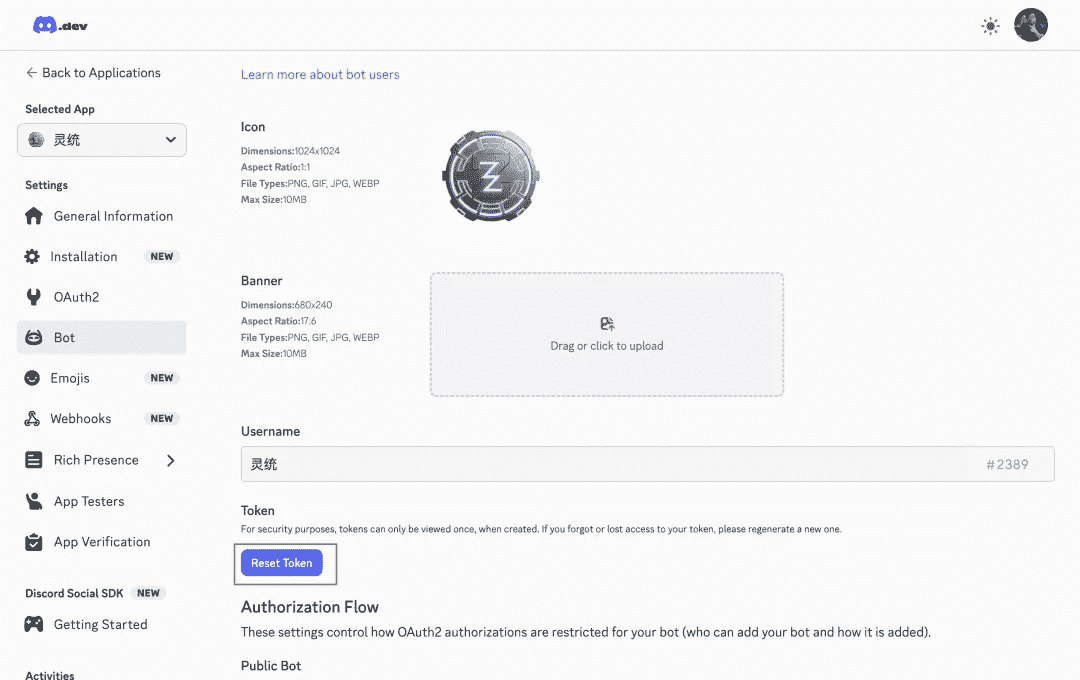 .dev
Back to Applications
Selected App
灵统
Settings
General Information
Installation NEW
OAuth2
Bot
Emojis NEW
Webhooks NEW
Rich Presence
App Testers
App Verification
Discord Social SDK NEW
Getting Started
Activities
Learn more about bot users
Icon
Dimensions:1024x1024
Aspect Ratio:1:1
File Types:PNG, GIF, JPG, WEBP
Max Size:10MB
Banner
Dimensions:680x240
Aspect Ratio:17:6
File Types:PNG, GIF, JPG, WEBP
Max Size:10MB
Drag or click to upload
Username
灵统 #2389
Token
For security purposes, tokens can only be viewed once, when created. If you forgot or lost access to your token, please regenerate a new one.
Reset Token
Authorization Flow
These settings control how OAuth2 authorizations are restricted for your bot (who can add your bot and how it is added).
Public Bot